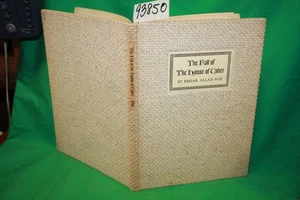 93850
The Fall of
The House of Usher
BY EDGAR ALLAN POE